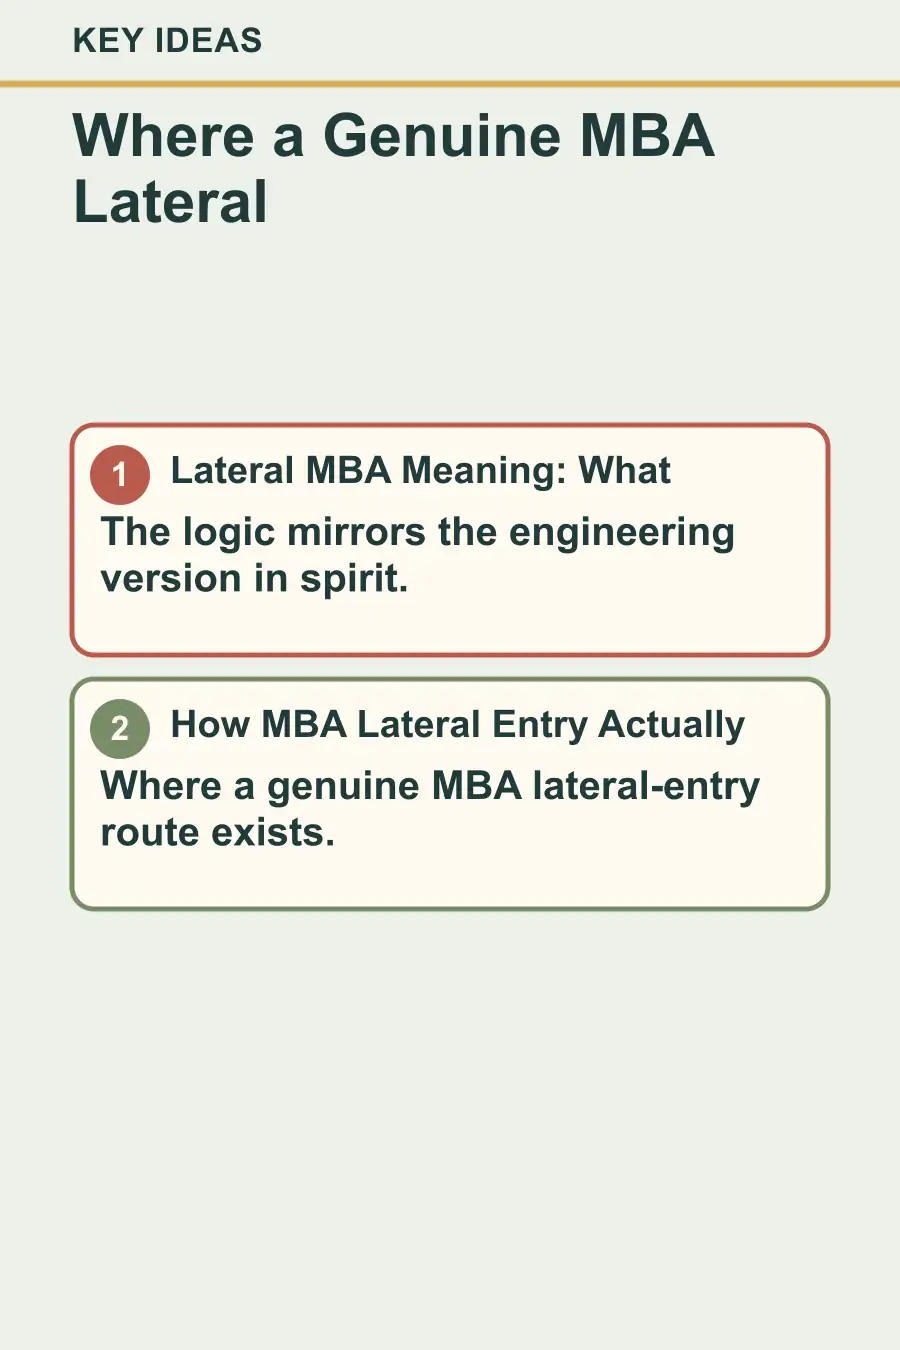 KEY IDEAS
Where a Genuine MBA
Lateral
1 Lateral MBA Meaning: What
The logic mirrors the engineering
version in spirit.
2 How MBA Lateral Entry Actually
Where a genuine MBA lateral-entry
route exists.